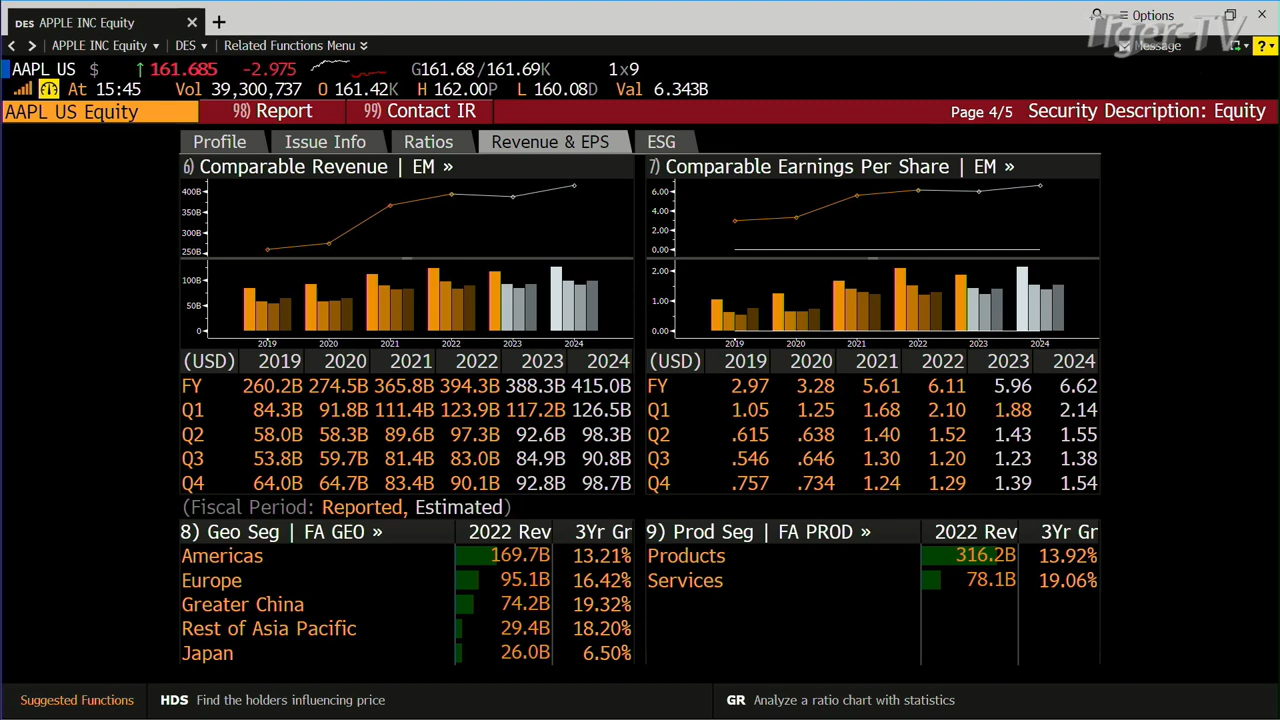 DES APPLE INC Equity × +
Options
Tiger-TV
< > APPLE INC Equity DES Related Functions Menu Message ?
AAPL US $ ↑ 161.685 -2.975 G161.68/161.69K 1x9
At 15:45 Vol 39,300,737 O 161.42K H 162.00P L 160.08D Val 6.343B
AAPL US Equity 98) Report 99) Contact IR Page 4/5 Security Description: Equity
Profile Issue Info Ratios Revenue & EPS ESG
6) Comparable Revenue | EM »
400B
350B
300B
250B
100B
50B
0
2019 2020 2021 2022 2023 2024
(USD) 2019 2020 2021 2022 2023 2024
FY 260.2B 274.5B 365.8B 394.3B 388.3B 415.0B
Q1 84.3B 91.8B 111.4B 123.9B 117.2B 126.5B
Q2 58.0B 58.3B 89.6B 97.3B 92.6B 98.3B
Q3 53.8B 59.7B 81.4B 83.0B 84.9B 90.8B
Q4 64.0B 64.7B 83.4B 90.1B 92.8B 98.7B
(Fiscal Period: Reported, Estimated)
7) Comparable Earnings Per Share | EM »
6.00
4.00
2.00
0.00
2.00
1.00
0.00
2019 2020 2021 2022 2023 2024
(USD) 2019 2020 2021 2022 2023 2024
FY 2.97 3.28 5.61 6.11 5.96 6.62
Q1 1.05 1.25 1.68 2.10 1.88 2.14
Q2 .615 .638 1.40 1.52 1.43 1.55
Q3 .546 .646 1.30 1.20 1.23 1.38
Q4 .757 .734 1.24 1.29 1.39 1.54
8) Geo Seg | FA GEO » 2022 Rev 3Yr Gr
Americas 169.7B 13.21%
Europe 95.1B 16.42%
Greater China 74.2B 19.32%
Rest of Asia Pacific 29.4B 18.20%
Japan 26.0B 6.50%
9) Prod Seg | FA PROD » 2022 Rev 3Yr Gr
Products 316.2B 13.92%
Services 78.1B 19.06%
Suggested Functions HDS Find the holders influencing price GR Analyze a ratio chart with statistics